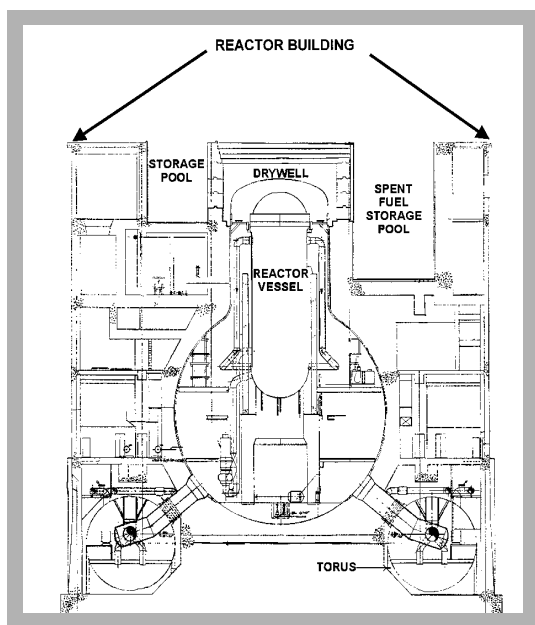 REACTOR BUILDING
STORAGE
POOL
DRYWELL
SPENT
FUEL
STORAGE
POOL
REACTOR
VESSEL
TORUS